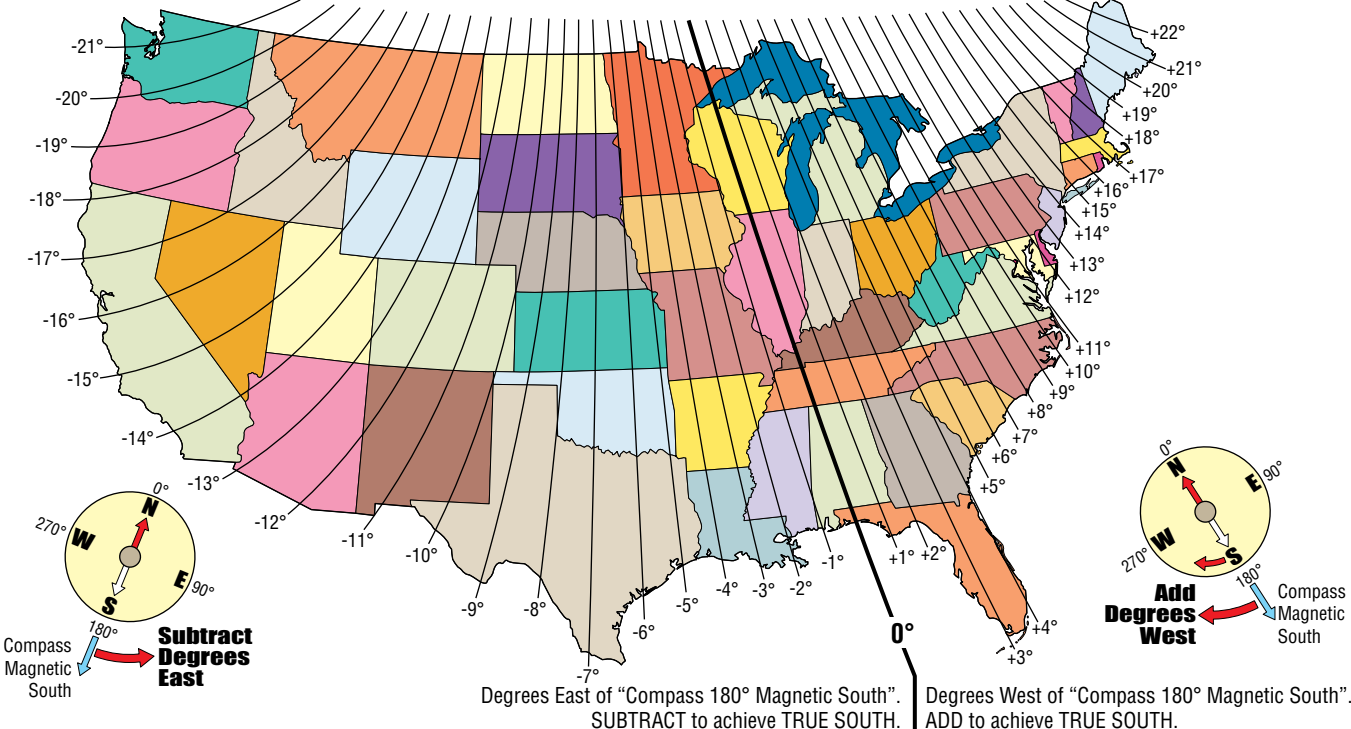 -21°
-20°
-19°
-18°
-17°
-16°
-15°
-14°
-13°
-12°
-11°
-10°
-9°
-8°
-7°
-6°
-5°
-4°
-3°
-2°
-1°
0°
+1°
+2°
+3°
+4°
+5°
+6°
+7°
+8°
+9°
+10°
+11°
+12°
+13°
+14°
+15°
+16°
+17°
+18°
+19°
+20°
+21°
+22°
0°
N
270°
W
E
90°
S
180°
Compass
Magnetic
South
Subtract
Degrees
East
0°
N
E
90°
W
270°
S
180°
Add
Degrees
West
Compass
Magnetic
South
Degrees East of “Compass 180° Magnetic South”.
SUBTRACT to achieve TRUE SOUTH.
Degrees West of “Compass 180° Magnetic South”.
ADD to achieve TRUE SOUTH.